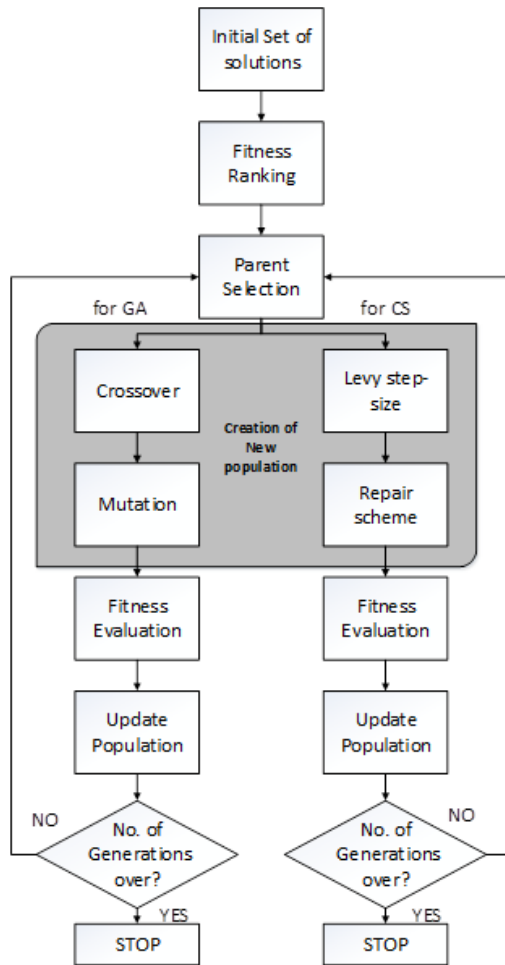 Initial Set of
solutions
Fitness
Ranking
Parent
Selection
for GA
for CS
Crossover
Levy step-
size
Creation of
New
population
Mutation
Repair
scheme
Fitness
Evaluation
Fitness
Evaluation
Update
Population
Update
Population
NO
No. of
Generations
over?
NO
No. of
Generations
over?
YES
STOP
YES
STOP